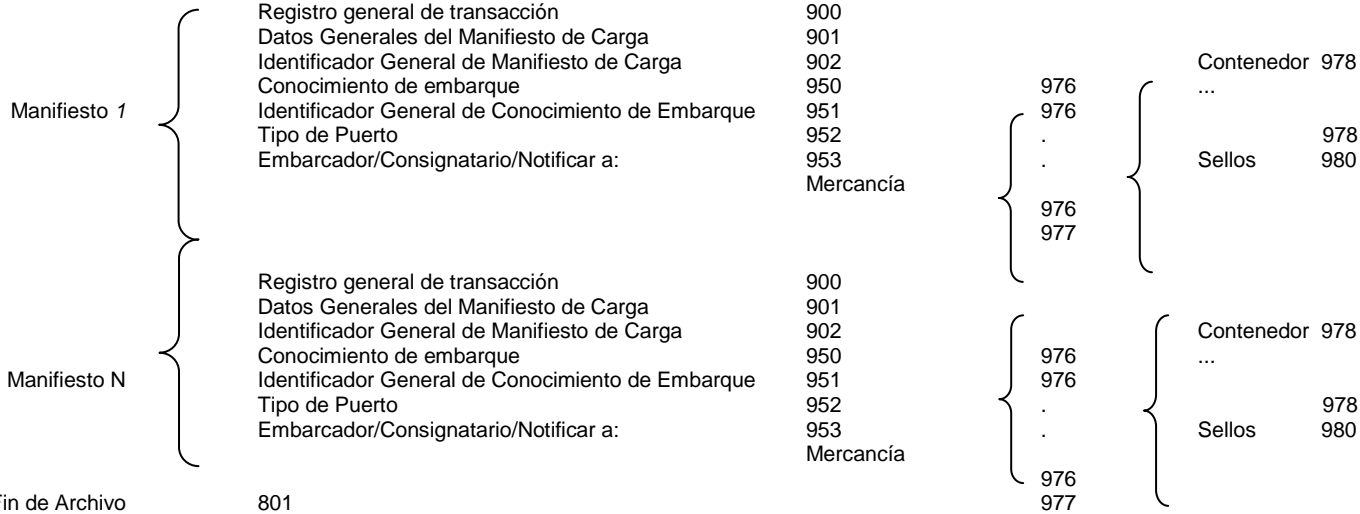 Registro general de transacción 900
Datos Generales del Manifiesto de Carga 901
Identificador General de Manifiesto de Carga 902 Contenedor 978
Conocimiento de embarque 950 976 ...
Manifiesto 1 Identificador General de Conocimiento de Embarque 951 976
Tipo de Puerto 952 . 978
Embarcador/Consignatario/Notificar a: 953 . Sellos 980
Mercancía
976
977
Registro general de transacción 900
Datos Generales del Manifiesto de Carga 901
Identificador General de Manifiesto de Carga 902 Contenedor 978
Conocimiento de embarque 950 976 ...
Manifiesto N Identificador General de Conocimiento de Embarque 951 976
Tipo de Puerto 952 . 978
Embarcador/Consignatario/Notificar a: 953 . Sellos 980
Mercancía
976
in de Archivo 801 977